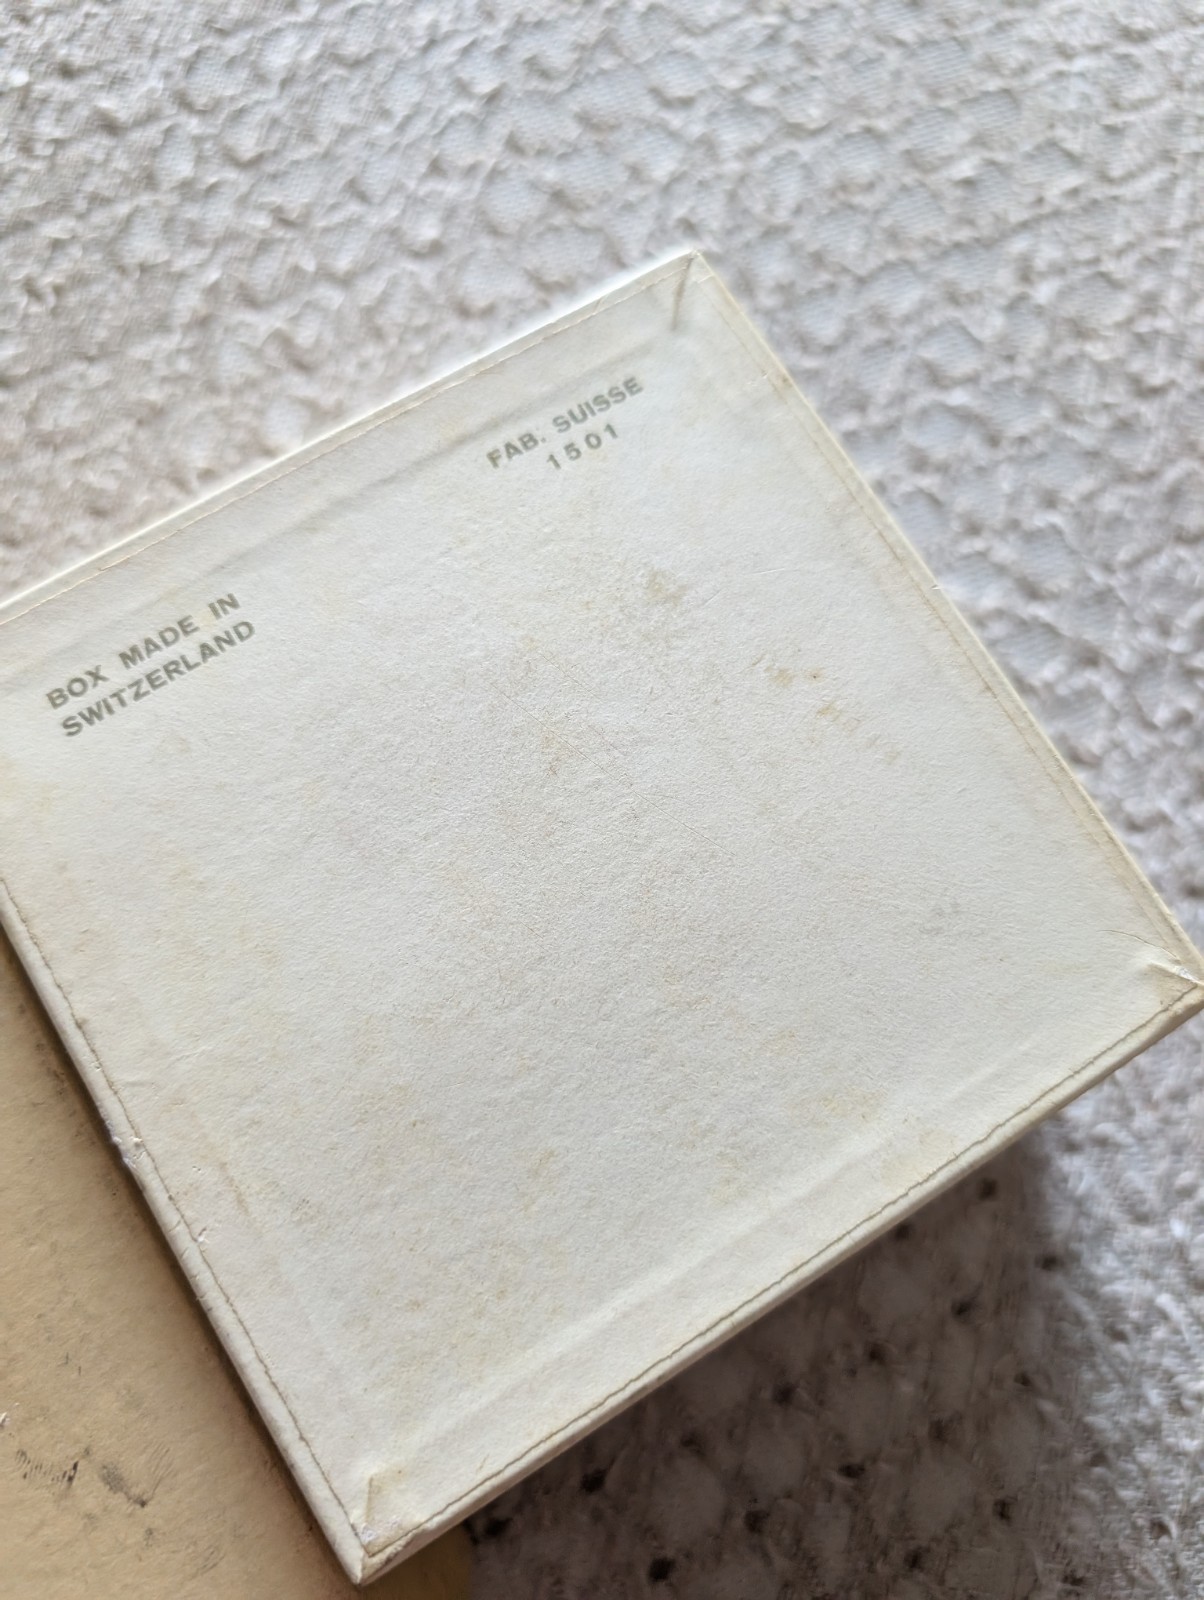 BOX MADE IN
SWITZERLAND
FAB. SUISSE
1501